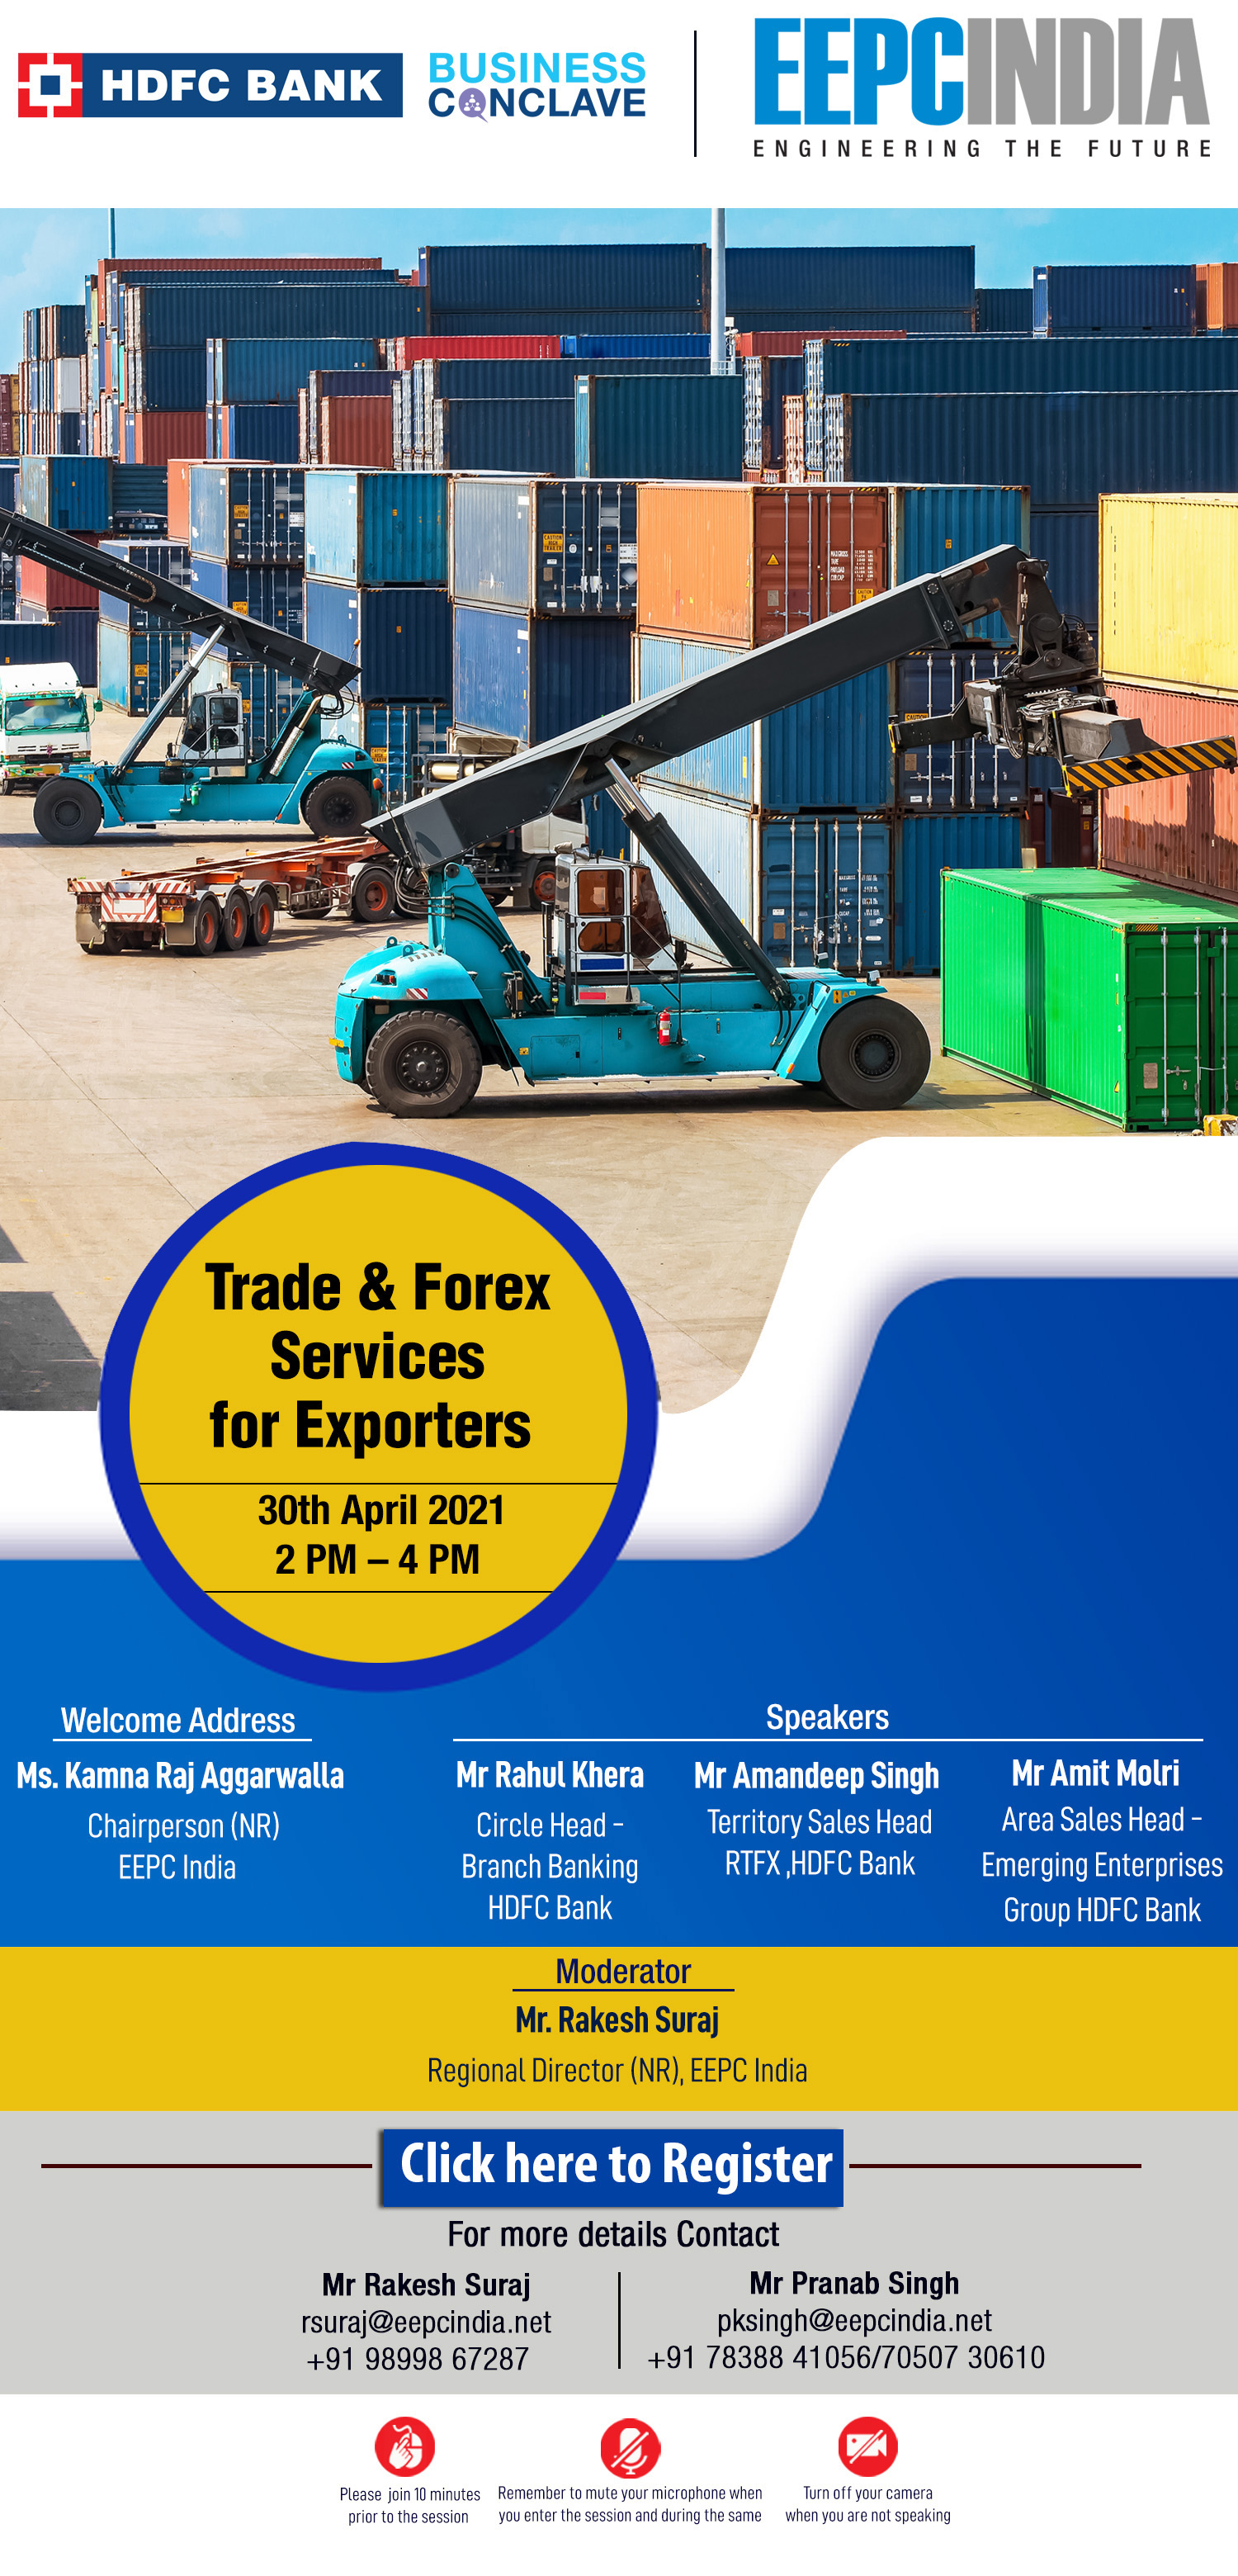 HDFC BANK
BUSINESS
CONCLAVE
EEPCINDIA
ENGINEERING THE FUTURE
Trade & Forex
Services
for Exporters
30th April 2021
2 PM – 4 PM
Welcome Address
Ms. Kamna Raj Aggarwalla
Chairperson (NR)
EEPC India
Speakers
Mr Rahul Khera
Circle Head -
Branch Banking
HDFC Bank
Mr Amandeep Singh
Territory Sales Head
RTFX ,HDFC Bank
Mr Amit Molri
Area Sales Head -
Emerging Enterprises
Group HDFC Bank
Moderator
Mr. Rakesh Suraj
Regional Director (NR), EEPC India
Click here to Register
For more details Contact
Mr Rakesh Suraj
rsuraj@eepcindia.net
+91 98998 67287
Mr Pranab Singh
pksingh@eepcindia.net
+91 78388 41056/70507 30610
Please join 10 minutes
prior to the session
Remember to mute your microphone when
you enter the session and during the same
Turn off your camera
when you are not speaking